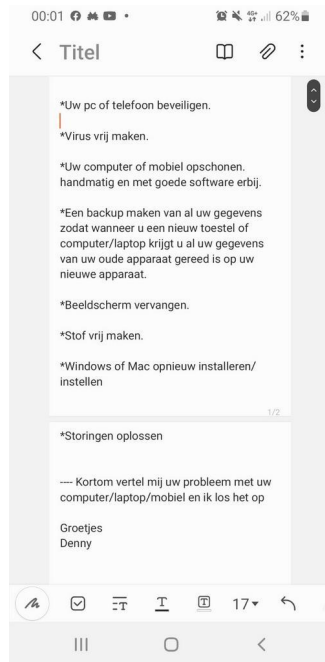 00:01
4G+ 62%
Titel
*Uw pc of telefoon beveiligen.
*Virus vrij maken.
*Uw computer of mobiel opschonen.
handmatig en met goede software erbij.
*Een backup maken van al uw gegevens
zodat wanneer u een nieuw toestel of
computer/laptop krijgt u al uw gegevens
van uw oude apparaat gereed is op uw
nieuwe apparaat.
*Beeldscherm vervangen.
*Stof vrij maken.
*Windows of Mac opnieuw installeren/
instellen
1/2
*Storingen oplossen
---- Kortom vertel mij uw probleem met uw
computer/laptop/mobiel en ik los het op
Groetjes
Denny
17